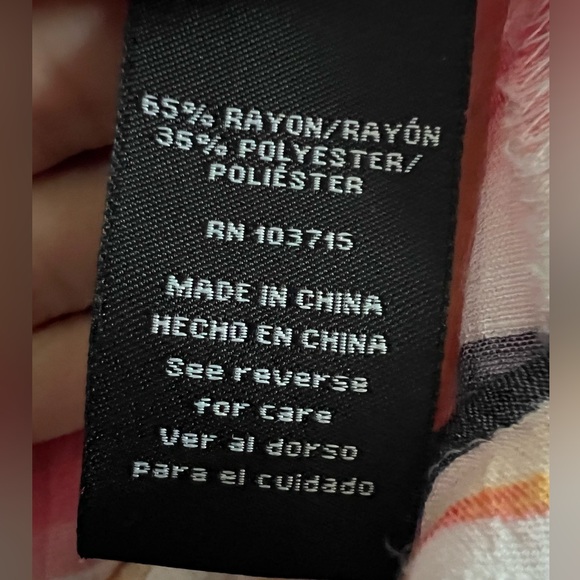 65% RAYON/RAYÓN
35% POLYESTER/
POLIÉSTER
RN 103715
MADE IN CHINA
HECHO EN CHINA
See reverse
for care
Ver al dorso
para el cuidado